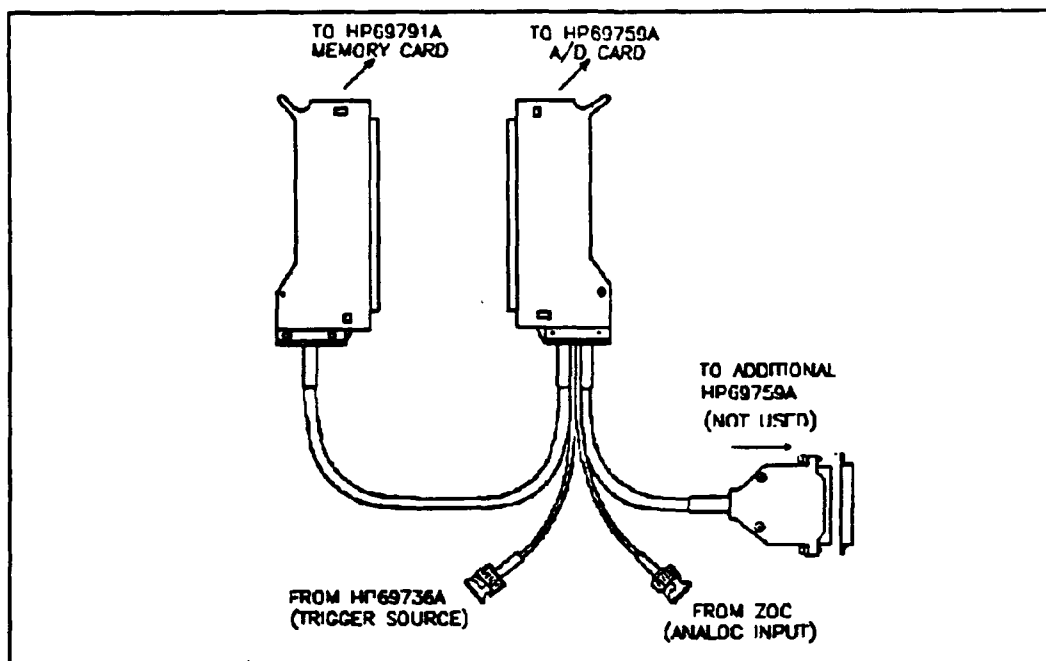 TO HP69791A
MEMORY CARD
TO HP69759A
A/D CARD
TO ADDITIONAL
HP69759A
(NOT USED)
FROM HP69736A
(TRIGGER SOURCE)
FROM ZOC
(ANALOG INPUT)